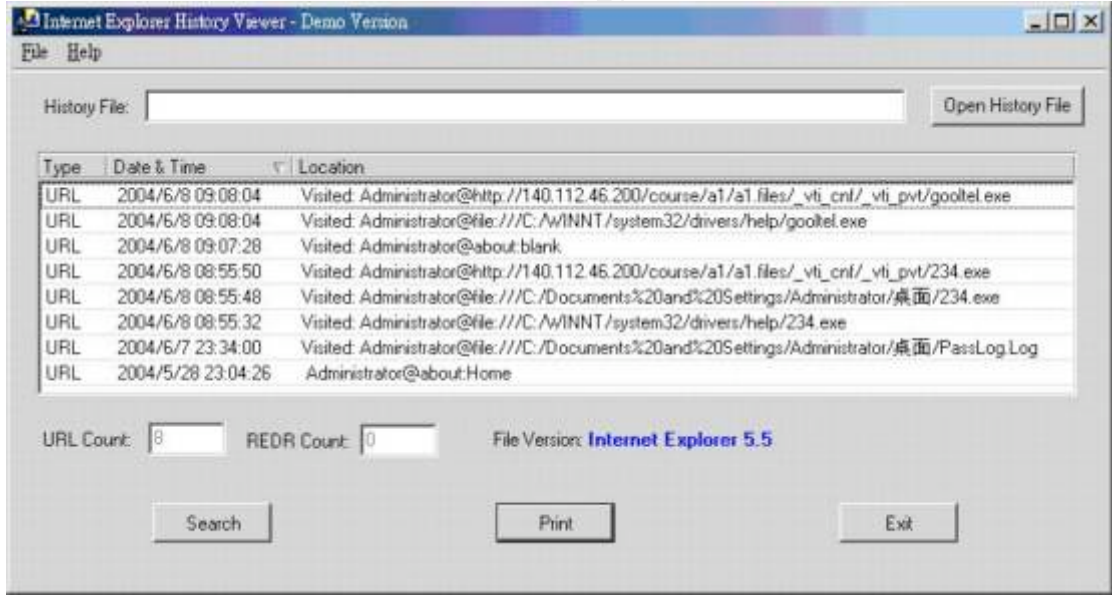 Internet Explorer History Viewer - Demo Version
File Help
History File: Open History File
Type Date & Time Location
URL 2004/6/8 09:08:04 Visited: Administrator@http://140.112.46.200/course/a1/a1.files/_vti_cnf/_vti_pvt/gooltel.exe
URL 2004/6/8 09:08:04 Visited: Administrator@file:///C:/WINNT/system32/drivers/help/gooltel.exe
URL 2004/6/8 09:07:28 Visited: Administrator@about:blank
URL 2004/6/8 08:55:50 Visited: Administrator@http://140.112.46.200/course/a1/a1.files/_vti_cnf/_vti_pvt/234.exe
URL 2004/6/8 08:55:48 Visited: Administrator@file:///C:/Documents%20and%20Settings/Administrator/桌面/234.exe
URL 2004/6/8 08:55:32 Visited: Administrator@file:///C:/WINNT/system32/drivers/help/234.exe
URL 2004/6/7 23:34:00 Visited: Administrator@file:///C:/Documents%20and%20Settings/Administrator/桌面/PassLog.Log
URL 2004/5/28 23:04:26 Administrator@about:Home
URL Count: 8 REDR Count: 0 File Version: Internet Explorer 5.5
Search Print Exit